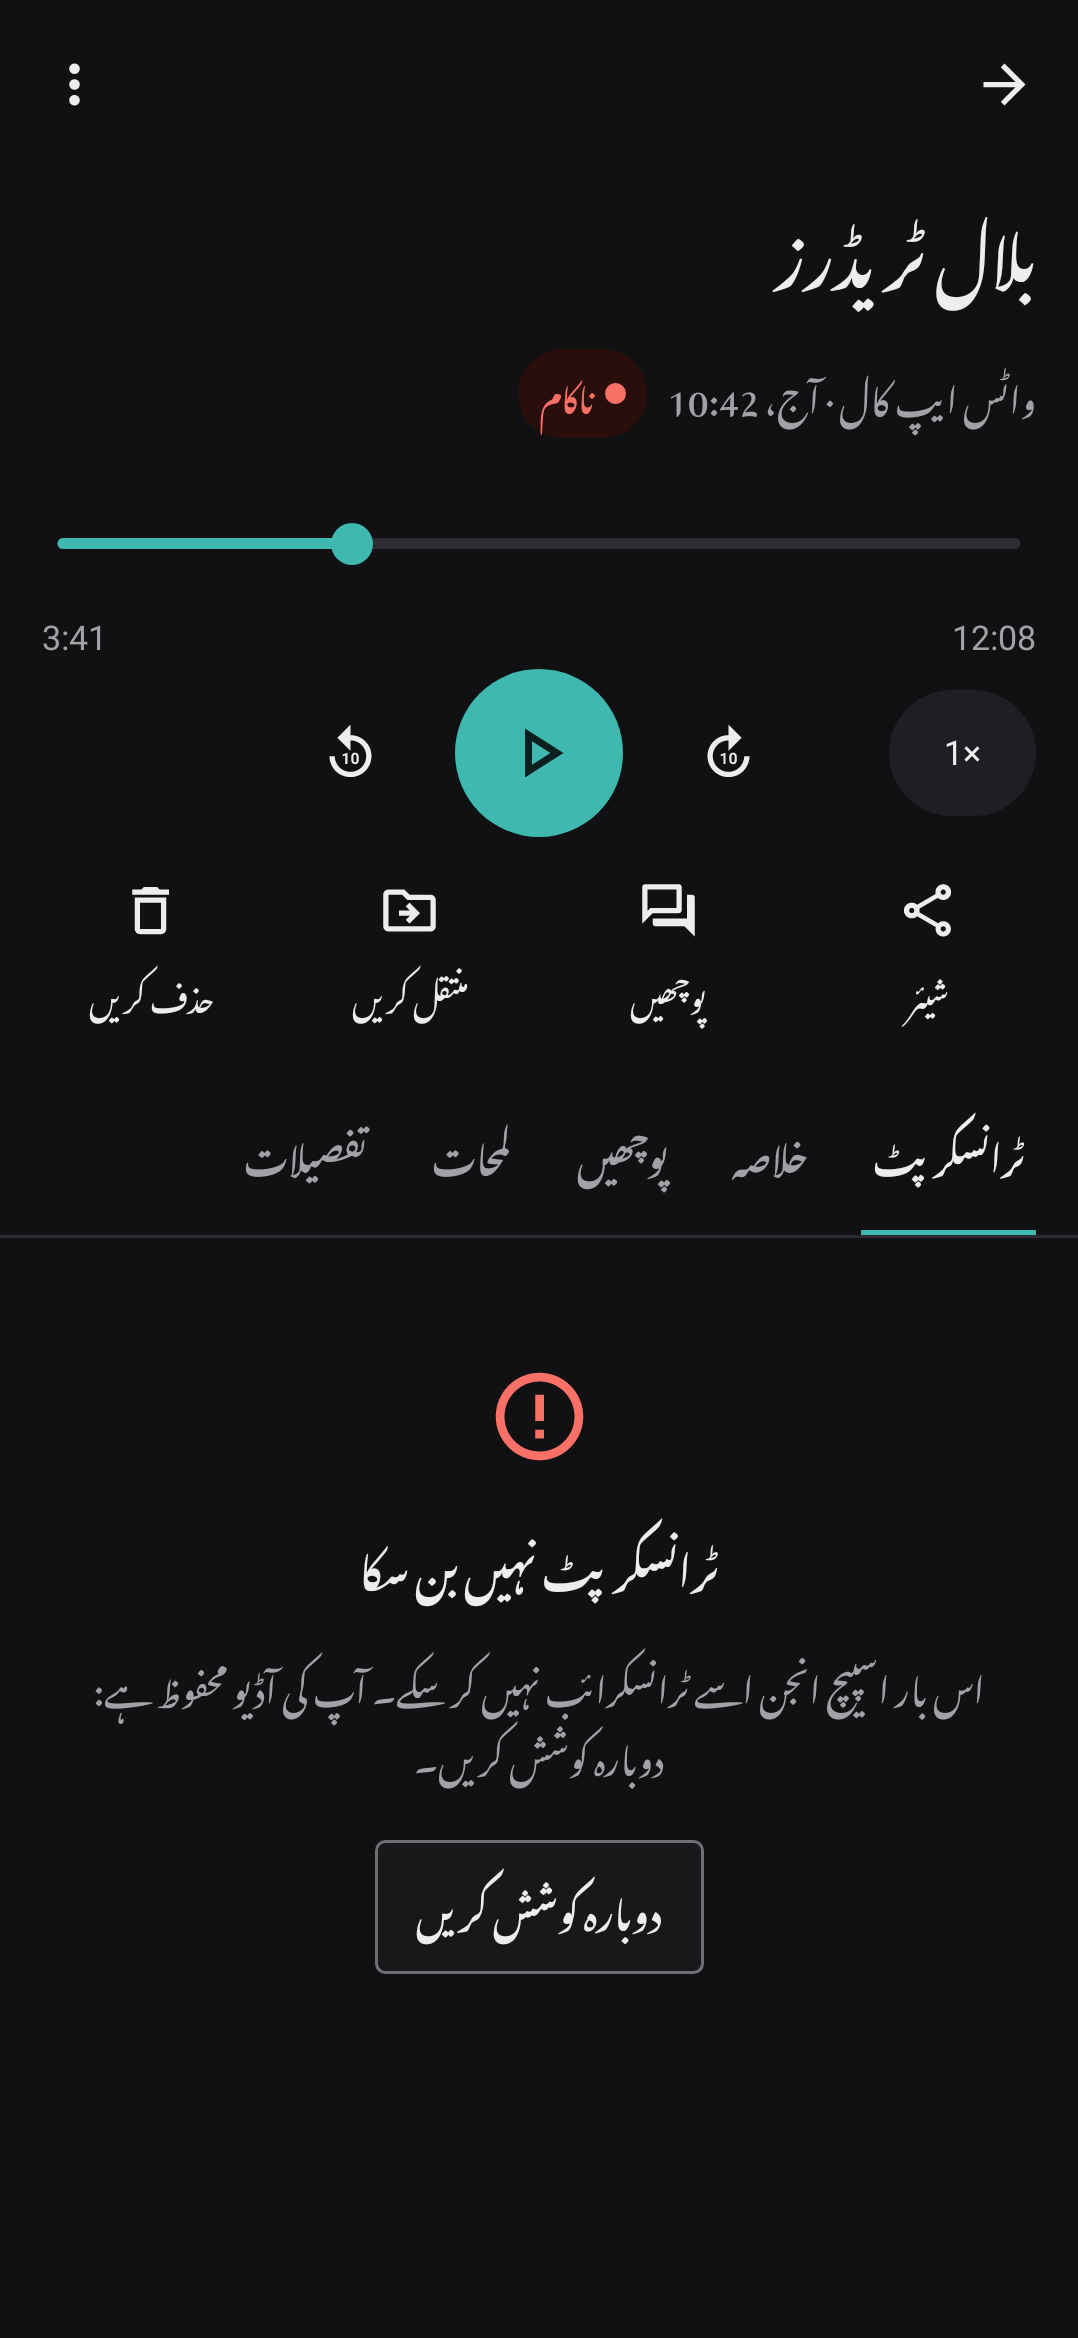 بلال ٹریڈرز
واٹس ایپ کال · آج، 10:42
ناکام
3:41
12:08
10
10
1×
شیئر
پوچھیں
منتقل کریں
حذف کریں
ٹرانسکرپٹ
خلاصہ
پوچھیں
لمحات
تفصیلات
ٹرانسکرپٹ نہیں بن سکا
اس بار اسپیچ انجن اسے ٹرانسکرائب نہیں کر سکے۔ آپ کی آڈیو محفوظ ہے:
دوبارہ کوشش کریں۔
دوبارہ کوشش کریں